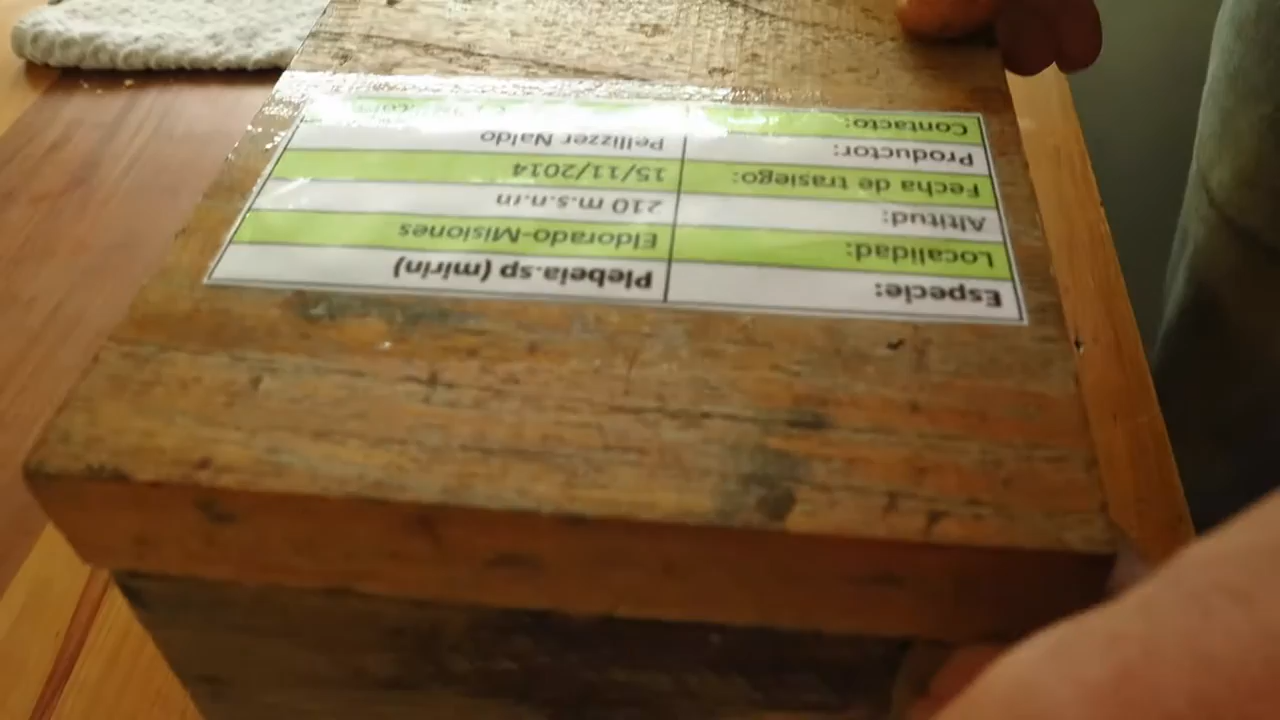 Especie: Plebeia.sp (mirin)
Localidad: Eldorado-Misiones
Altitud: 210 m.s.n.m
Fecha de trasiego: 15/11/2014
Productor: Pellizzer Naldo
Contacto: